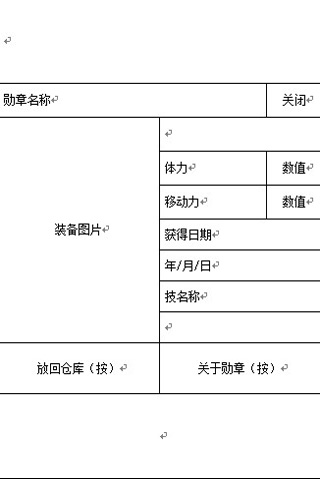 勋章名称
关闭
装备图片
体力
数值
移动力
数值
获得日期
年/月/日
技名称
放回仓库（按）
关于勋章（按）